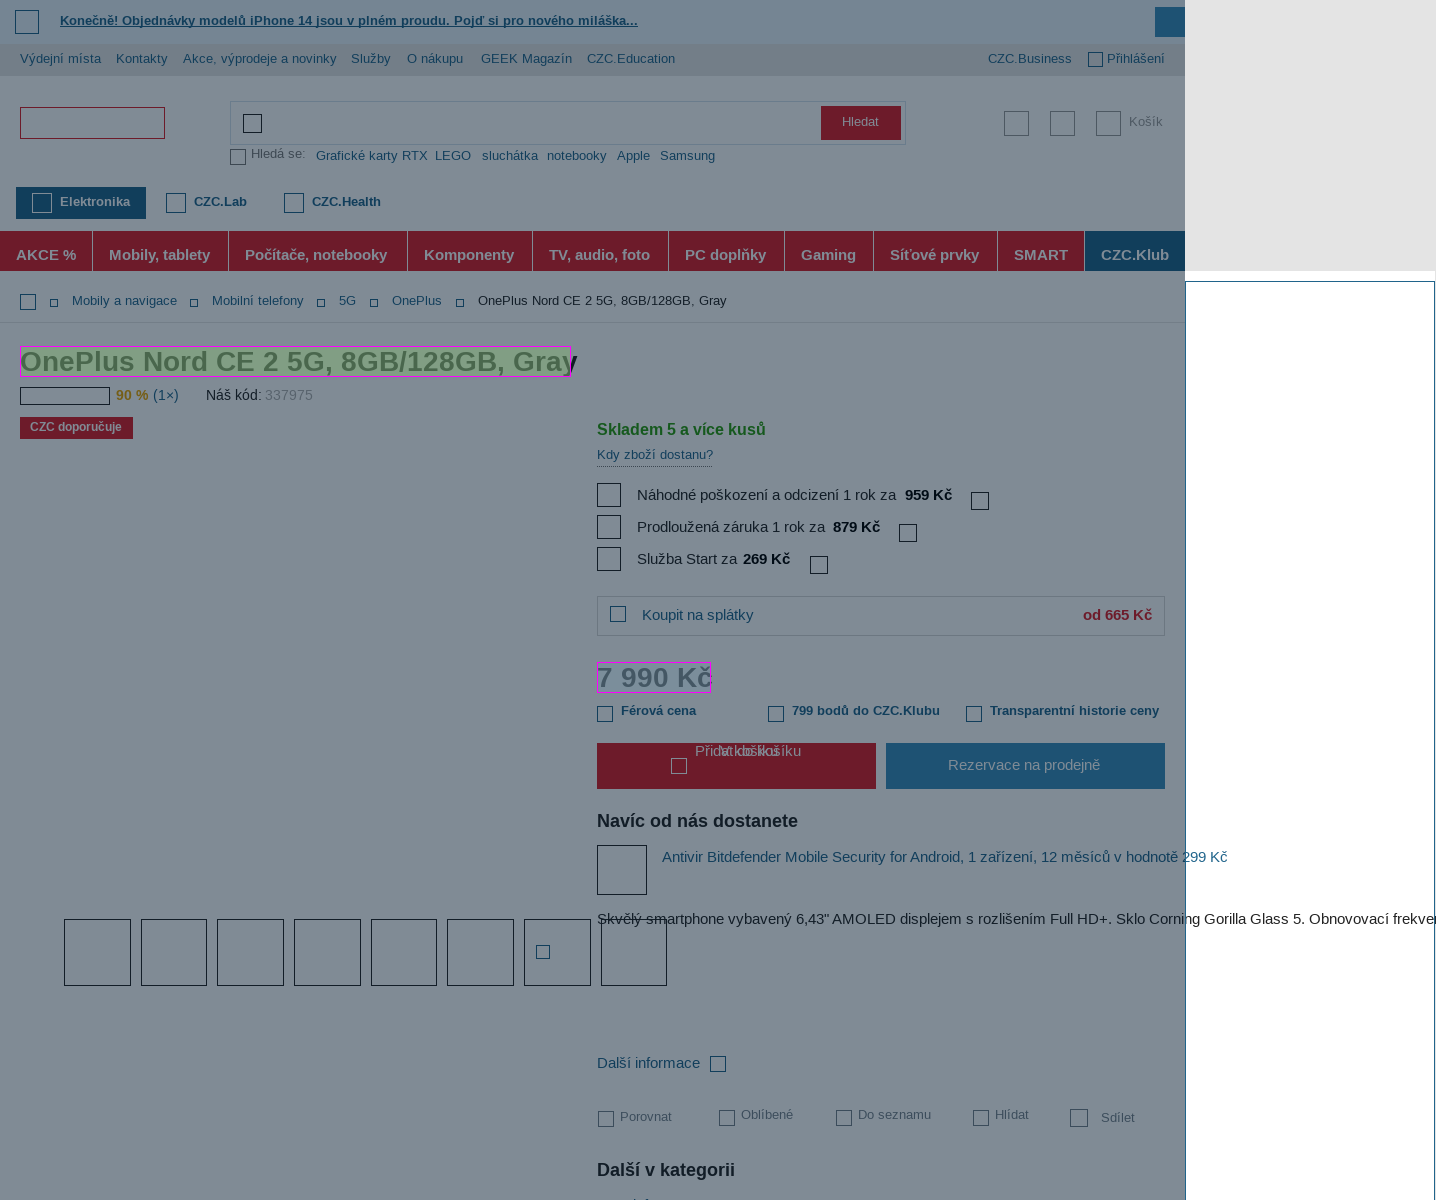 Konečně! Objednávky modelů iPhone 14 jsou v plném proudu. Pojď si pro nového miláška...
Výdejní místa Kontakty Akce, výprodeje a novinky Služby O nákupu GEEK Magazín CZC.Education CZC.Business Přihlášení
Hledat Košík
Hledá se: Grafické karty RTX LEGO sluchátka notebooky Apple Samsung
Elektronika CZC.Lab CZC.Health
AKCE % Mobily, tablety Počítače, notebooky Komponenty TV, audio, foto PC doplňky Gaming Síťové prvky SMART CZC.Klub
Mobily a navigace Mobilní telefony 5G OnePlus OnePlus Nord CE 2 5G, 8GB/128GB, Gray
OnePlus Nord CE 2 5G, 8GB/128GB, Gray
90 % (1×) Náš kód: 337975
CZC doporučuje
Skladem 5 a více kusů
Kdy zboží dostanu?
Náhodné poškození a odcizení 1 rok za 959 Kč
Prodloužená záruka 1 rok za 879 Kč
Služba Start za 269 Kč
Koupit na splátky od 665 Kč
7 990 Kč
Férová cena 799 bodů do CZC.Klubu Transparentní historie ceny
Přidat do košíku V košíku Rezervace na prodejně
Navíc od nás dostanete
Antivir Bitdefender Mobile Security for Android, 1 zařízení, 12 měsíců v hodnotě 299 Kč
Skvělý smartphone vybavený 6,43" AMOLED displejem s rozlišením Full HD+. Sklo Corning Gorilla Glass 5. Obnovovací
Další informace
Porovnat Oblíbené Do seznamu Hlídat Sdílet
Další v kategorii